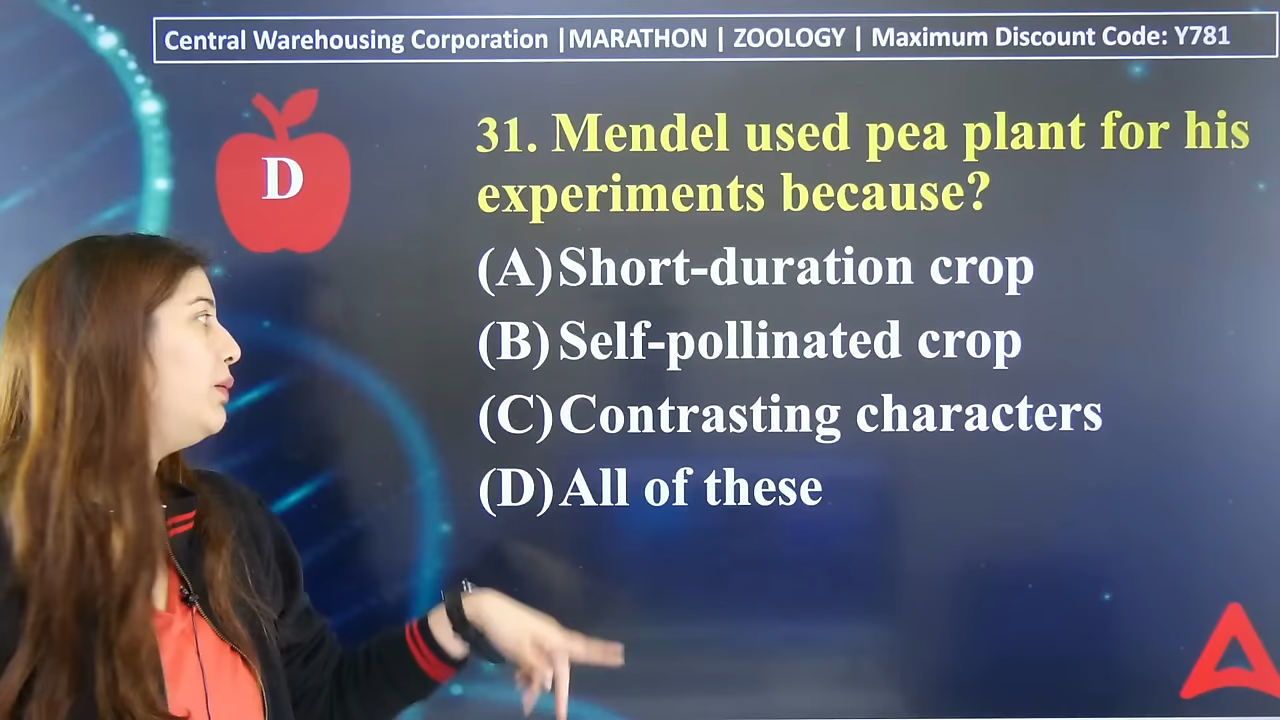 Central Warehousing Corporation |MARATHON | ZOOLOGY | Maximum Discount Code: Y781
D
31. Mendel used pea plant for his
experiments because?
(A) Short-duration crop
(B) Self-pollinated crop
(C) Contrasting characters
(D) All of these